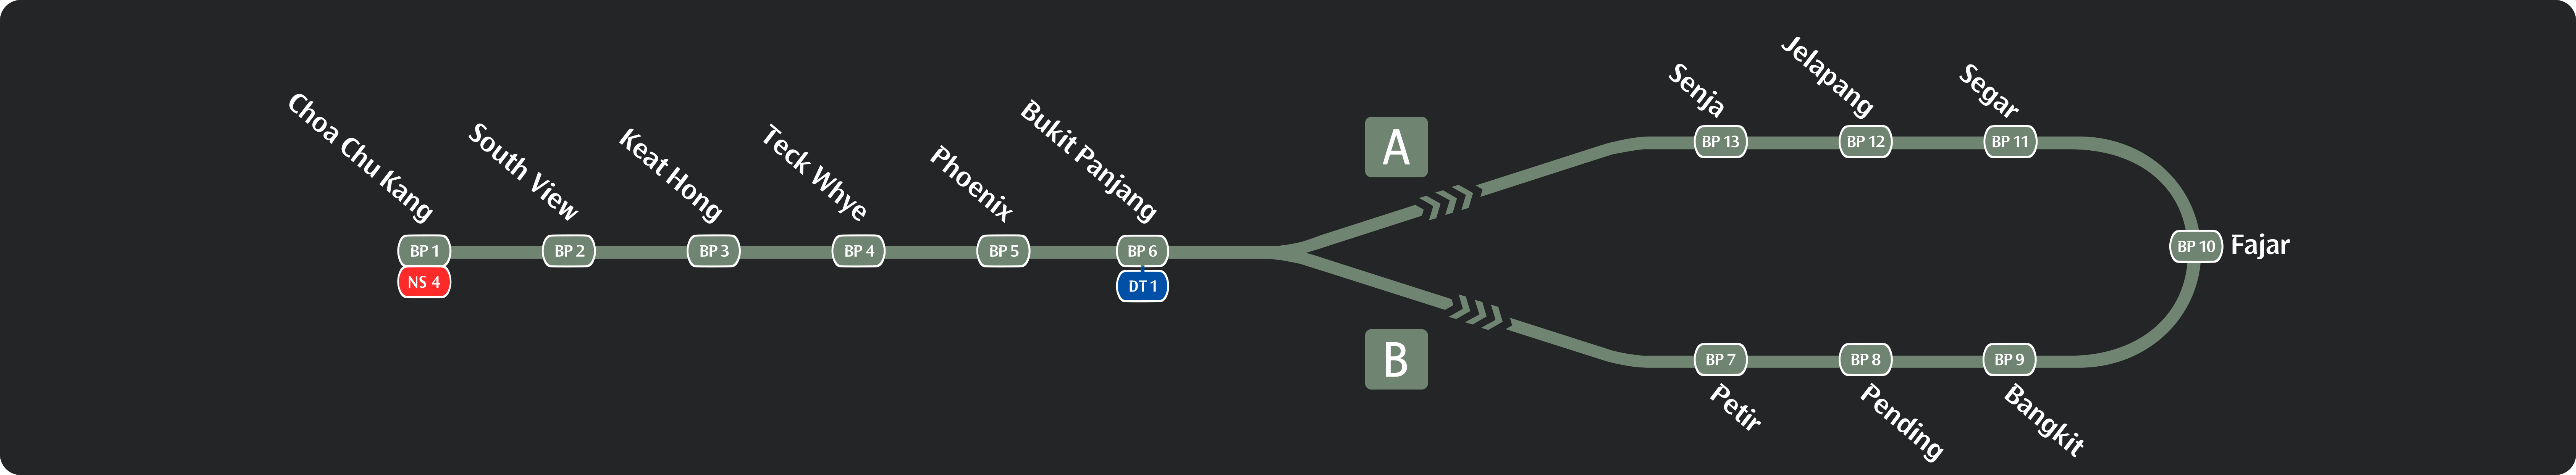 Choa Chu Kang
BP 1
NS 4
South View
BP 2
Keat Hong
BP 3
Teck Whye
BP 4
Phoenix
BP 5
Bukit Panjang
BP 6
DT 1
A
Senja
BP 13
Jelapang
BP 12
Segar
BP 11
BP 10 Fajar
B
BP 7
Petir
BP 8
Pending
BP 9
Bangkit